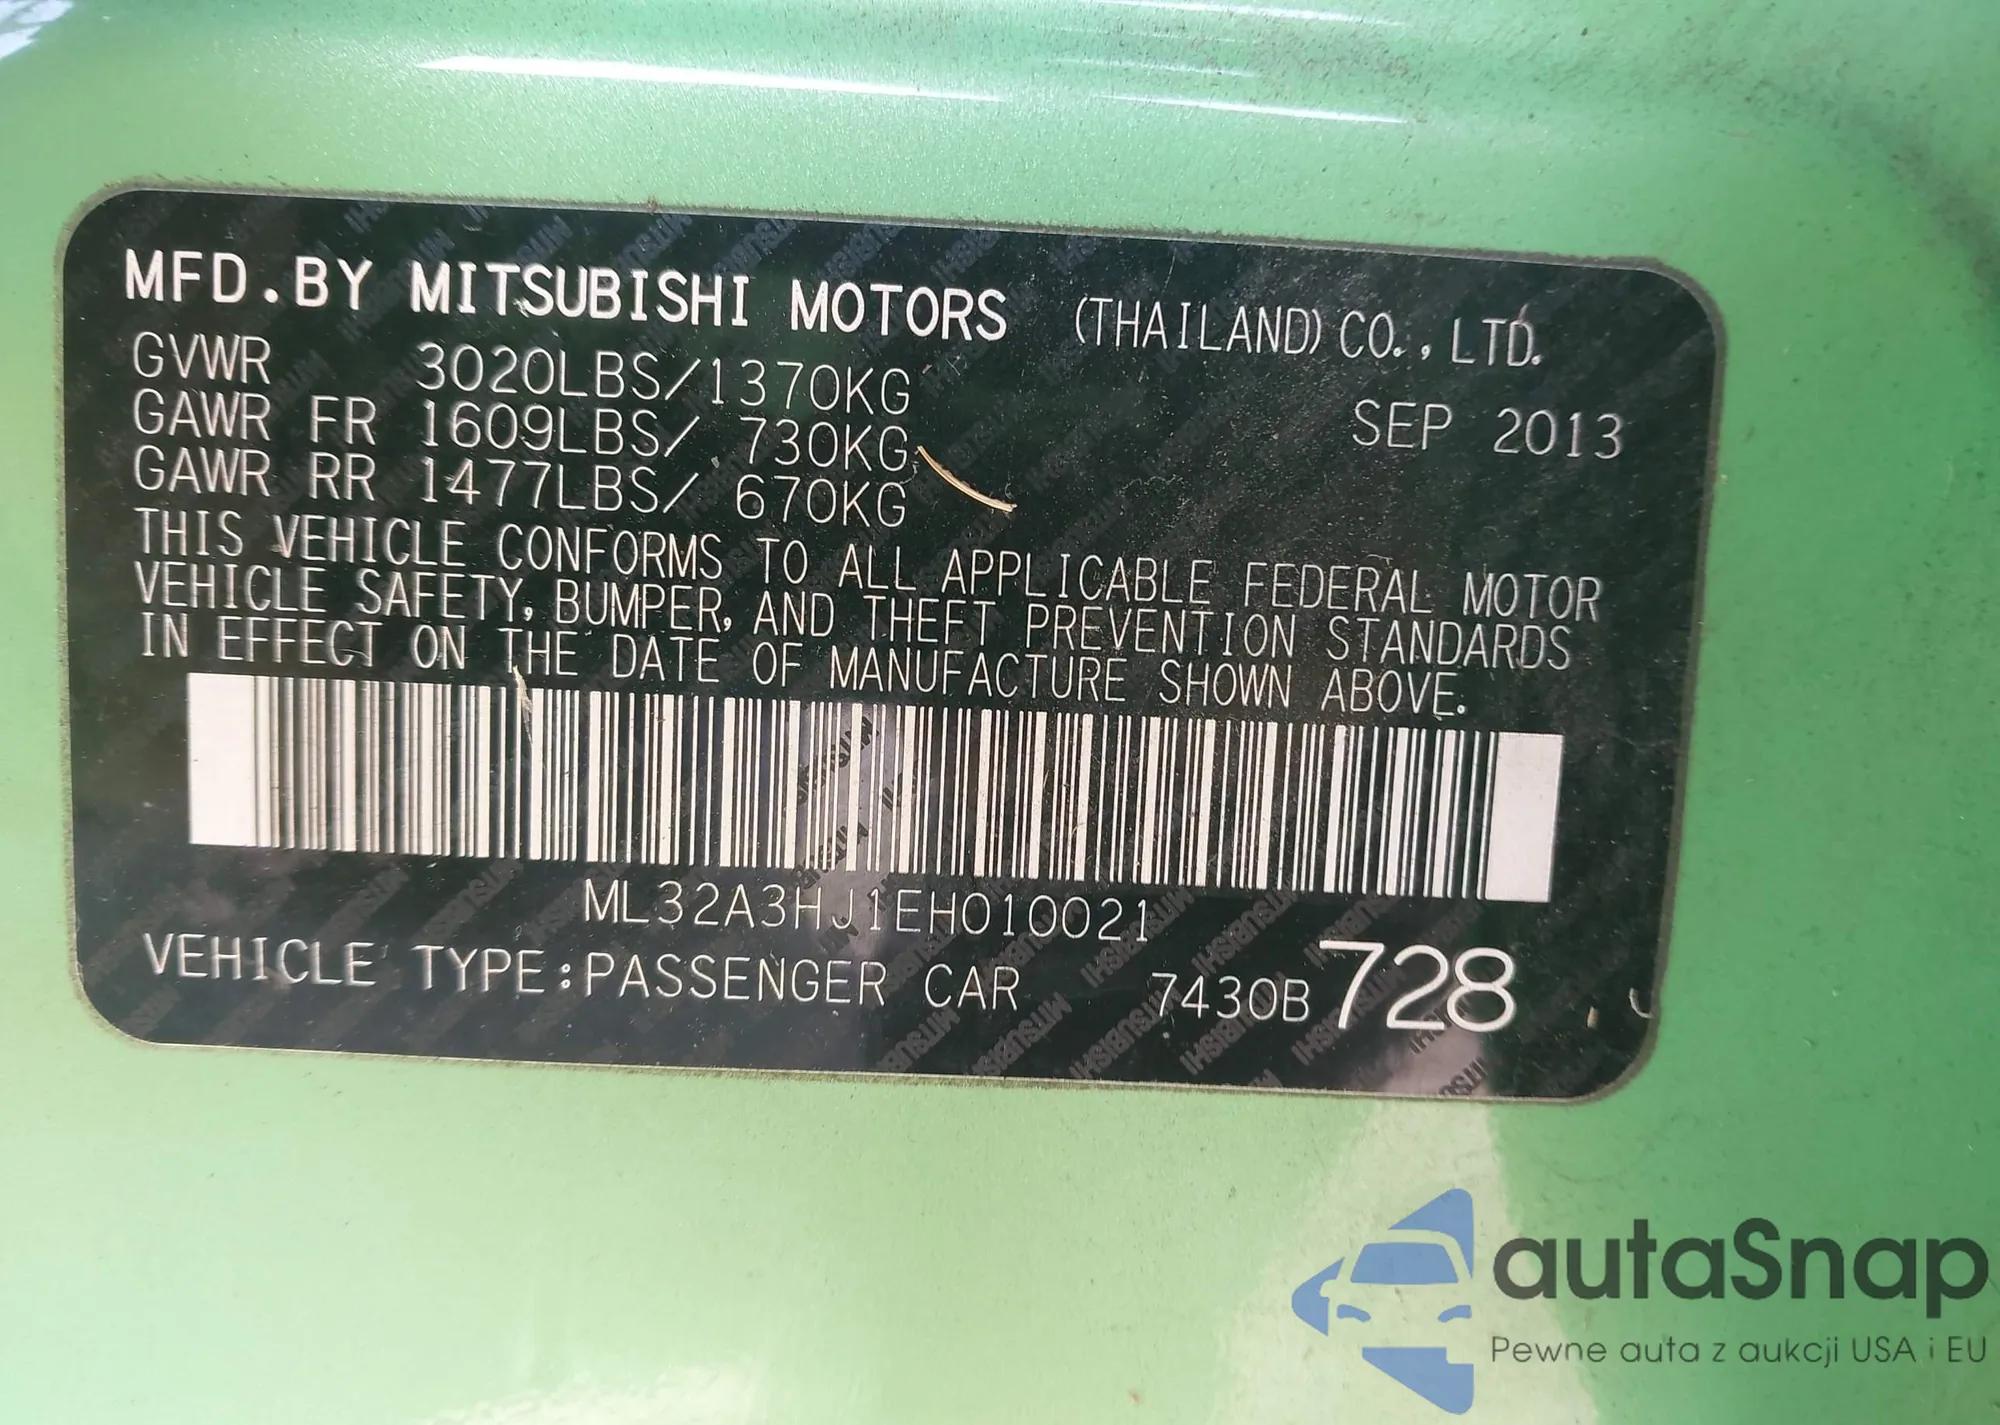 MFD.BY MITSUBISHI MOTORS (THAILAND) CO., LTD.
GVWR 3020LBS/1370KG
GAWR FR 1609LBS/ 730KG SEP 2013
GAWR RR 1477LBS/ 670KG
THIS VEHICLE CONFORMS TO ALL APPLICABLE FEDERAL MOTOR
VEHICLE SAFETY, BUMPER, AND THEFT PREVENTION STANDARDS
IN EFFECT ON THE DATE OF MANUFACTURE SHOWN ABOVE.
ML32A3HJ1EH010021
VEHICLE TYPE:PASSENGER CAR 7430B 728
autaSnap
Pewne auta z aukcji USA i EU